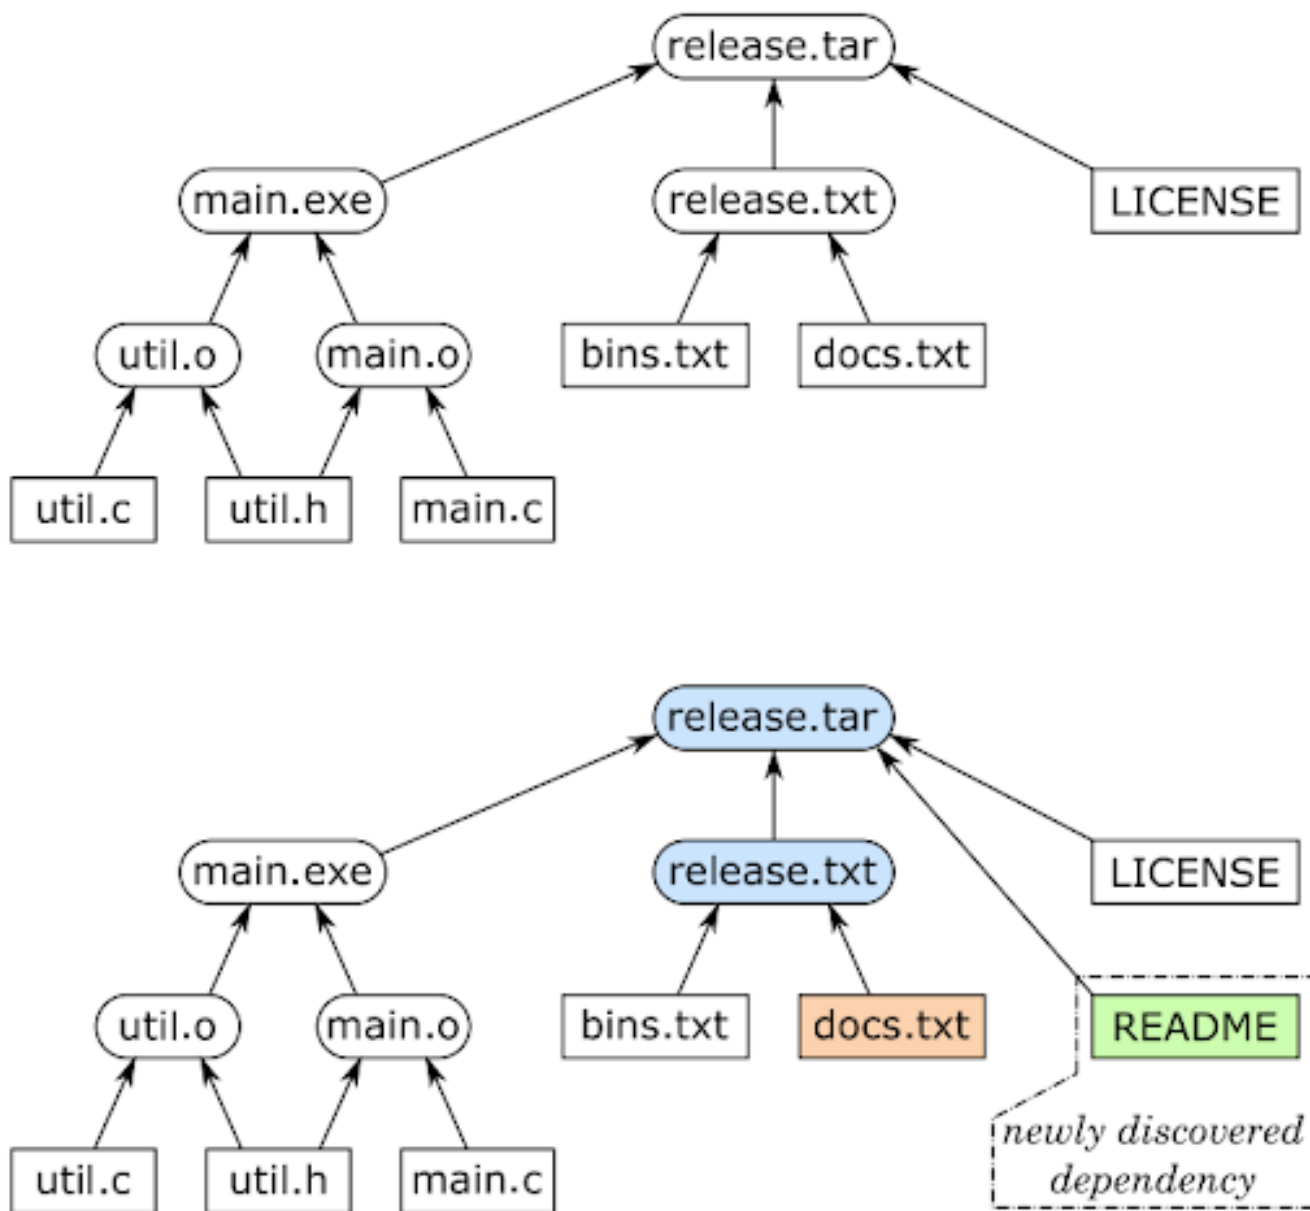 release.tar
main.exe
release.txt
LICENSE
util.o
main.o
bins.txt
docs.txt
util.c
util.h
main.c
release.tar
main.exe
release.txt
LICENSE
util.o
main.o
bins.txt
docs.txt
README
newly discovered
dependency
util.c
util.h
main.c